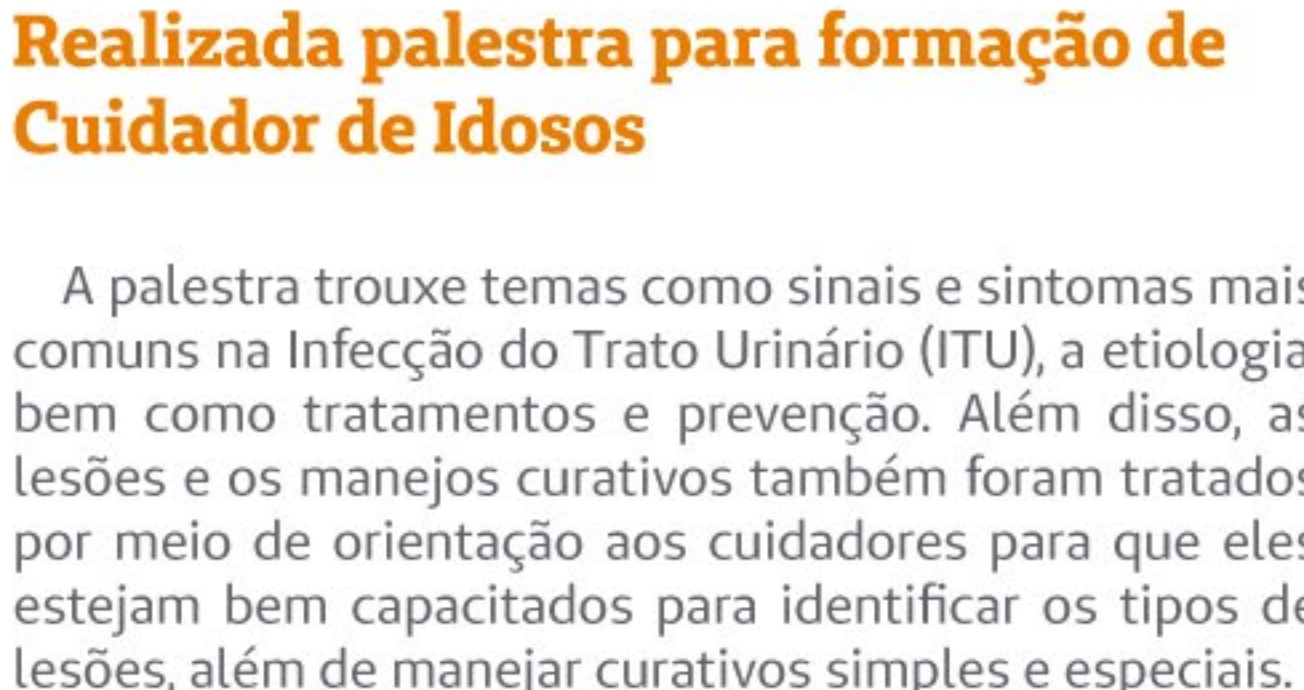 Realizada palestra para formação de
Cuidador de Idosos
A palestra trouxe temas como sinais e sintomas mais
comuns na Infecção do Trato Urinário (ITU), a etiologia
bem como tratamentos e prevenção. Além disso, as
lesões e os manejos curativos também foram tratados
por meio de orientação aos cuidadores para que eles
estejam bem capacitados para identificar os tipos de
lesões, além de manejar curativos simples e especiais.